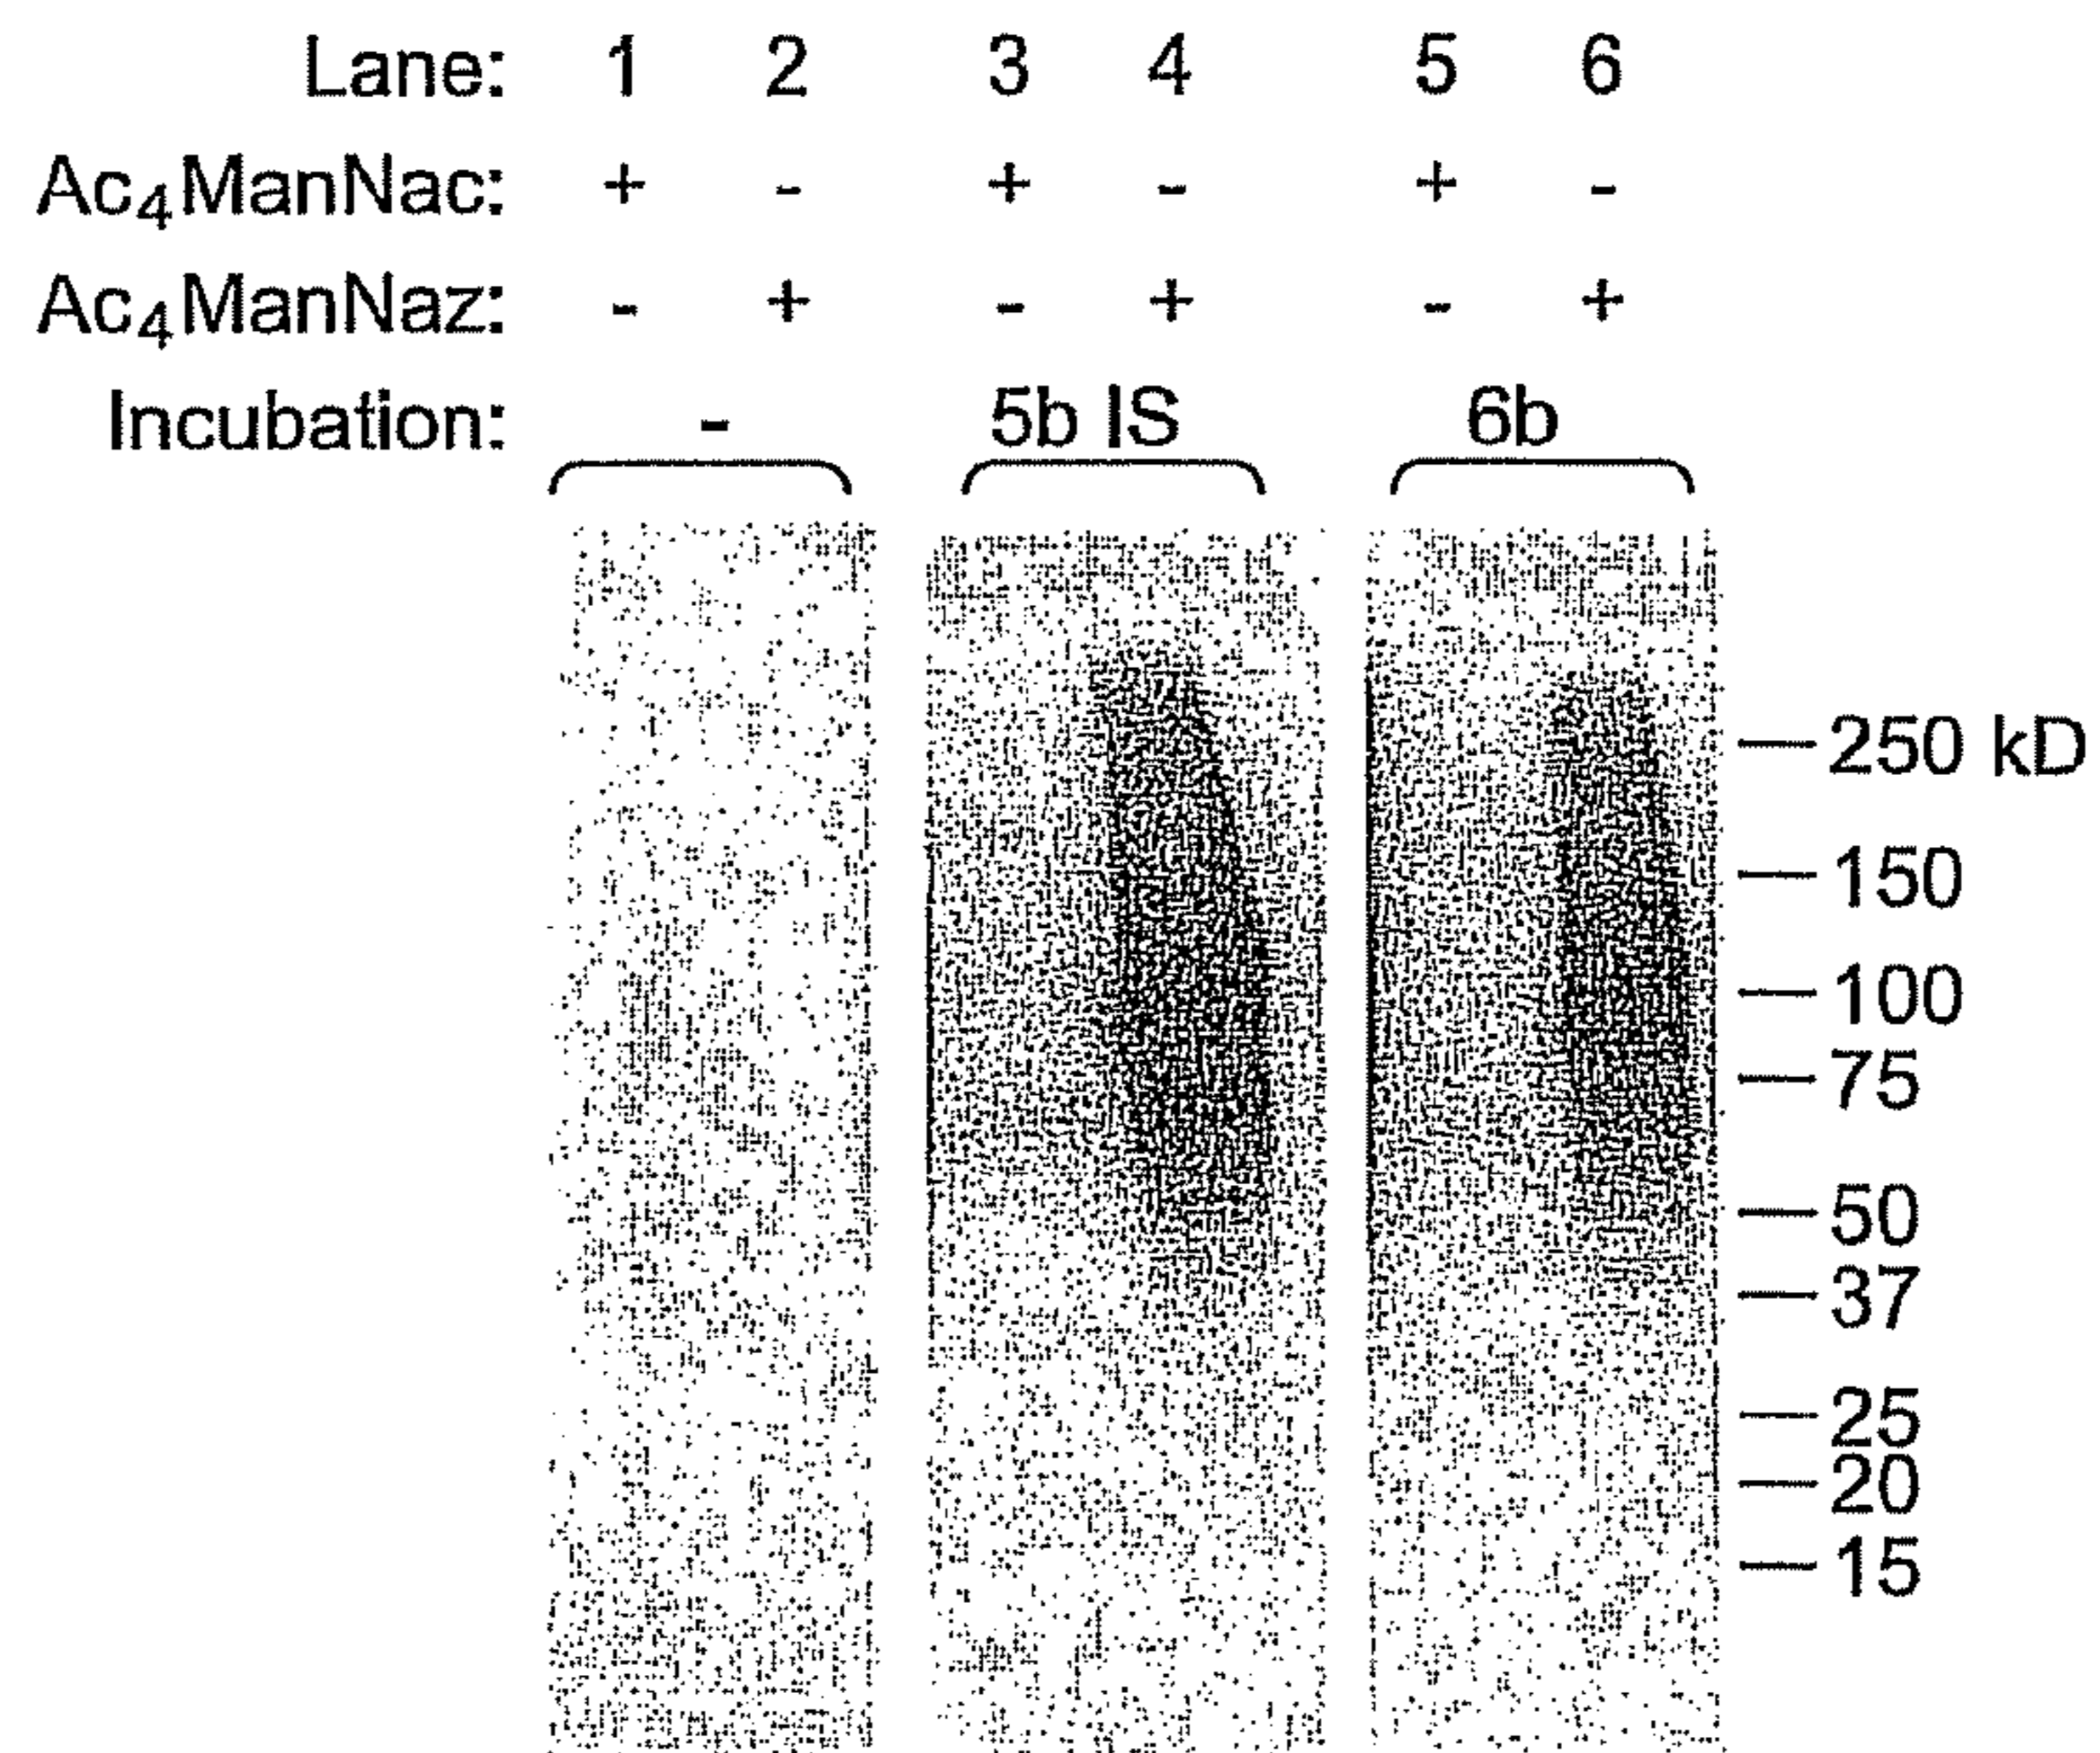 Lane: 1 2 3 4 5 6
Ac₄ManNac: + - + - + -
Ac₄ManNaz: - + - + - +
Incubation: - 5b IS 6b
250 kD
150
100
75
50
37
25
20
15